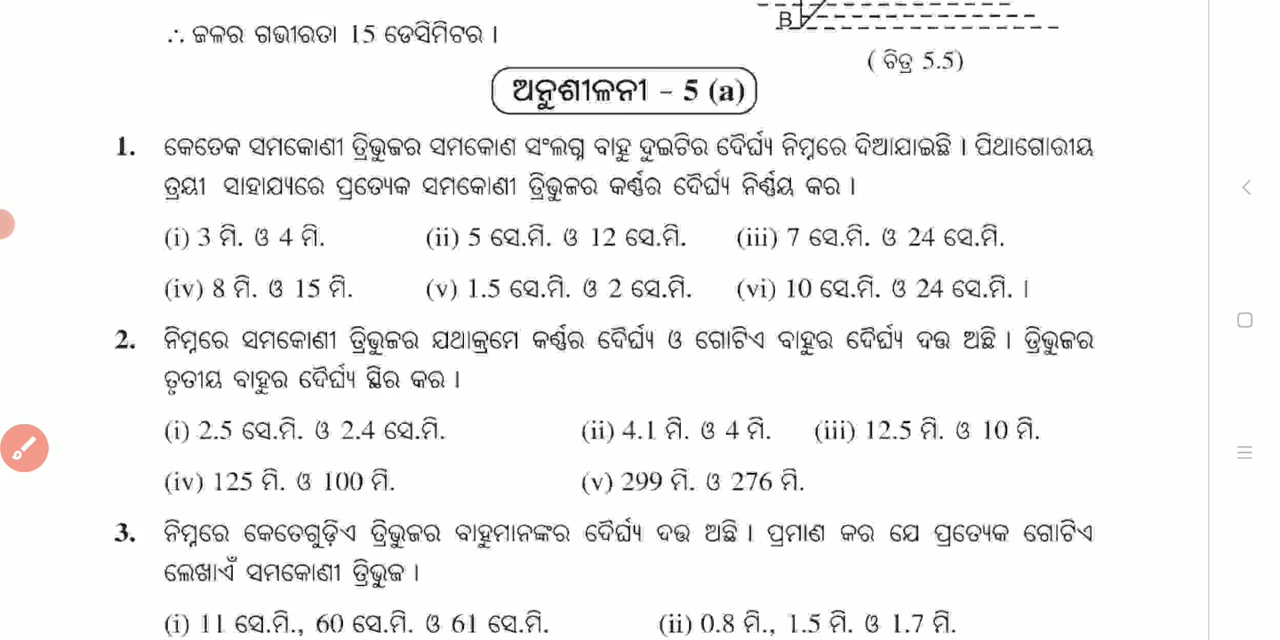 ∴ ଜଳର ଗଭୀରତା 15 ଡେସିମିଟର ।
B
( ଚିତ୍ର 5.5)
ଅନୁଶୀଳନୀ - 5 (a)
1. କେତେକ ସମକୋଣୀ ତ୍ରିଭୁଜର ସମକୋଣ ସଂଲଗ୍ନ ବାହୁ ଦୁଇଟିର ଦୈର୍ଘ୍ୟ ନିମ୍ନରେ ଦିଆଯାଇଛି । ପିଥାଗୋରୀୟ
ତ୍ରୟୀ ସାହାଯ୍ୟରେ ପ୍ରତ୍ୟେକ ସମକୋଣୀ ତ୍ରିଭୁଜର କର୍ଣ୍ଣର ଦୈର୍ଘ୍ୟ ନିର୍ଣ୍ଣୟ କର ।
(i) 3 ମି. ଓ 4 ମି. (ii) 5 ସେ.ମି. ଓ 12 ସେ.ମି. (iii) 7 ସେ.ମି. ଓ 24 ସେ.ମି.
(iv) 8 ମି. ଓ 15 ମି. (v) 1.5 ସେ.ମି. ଓ 2 ସେ.ମି. (vi) 10 ସେ.ମି. ଓ 24 ସେ.ମି. ।
2. ନିମ୍ନରେ ସମକୋଣୀ ତ୍ରିଭୁଜର ଯଥାକ୍ରମେ କର୍ଣ୍ଣର ଦୈର୍ଘ୍ୟ ଓ ଗୋଟିଏ ବାହୁର ଦୈର୍ଘ୍ୟ ଦତ୍ତ ଅଛି । ତ୍ରିଭୁଜର
ତୃତୀୟ ବାହୁର ଦୈର୍ଘ୍ୟ ସ୍ଥିର କର ।
(i) 2.5 ସେ.ମି. ଓ 2.4 ସେ.ମି. (ii) 4.1 ମି. ଓ 4 ମି. (iii) 12.5 ମି. ଓ 10 ମି.
(iv) 125 ମି. ଓ 100 ମି. (v) 299 ମି. ଓ 276 ମି.
3. ନିମ୍ନରେ କେତେଗୁଡ଼ିଏ ତ୍ରିଭୁଜର ବାହୁମାନଙ୍କର ଦୈର୍ଘ୍ୟ ଦତ୍ତ ଅଛି । ପ୍ରମାଣ କର ଯେ ପ୍ରତ୍ୟେକ ଗୋଟିଏ
ଲେଖାଏଁ ସମକୋଣୀ ତ୍ରିଭୁଜ ।
(i) 11 ସେ.ମି., 60 ସେ.ମି. ଓ 61 ସେ.ମି. (ii) 0.8 ମି., 1.5 ମି. ଓ 1.7 ମି.